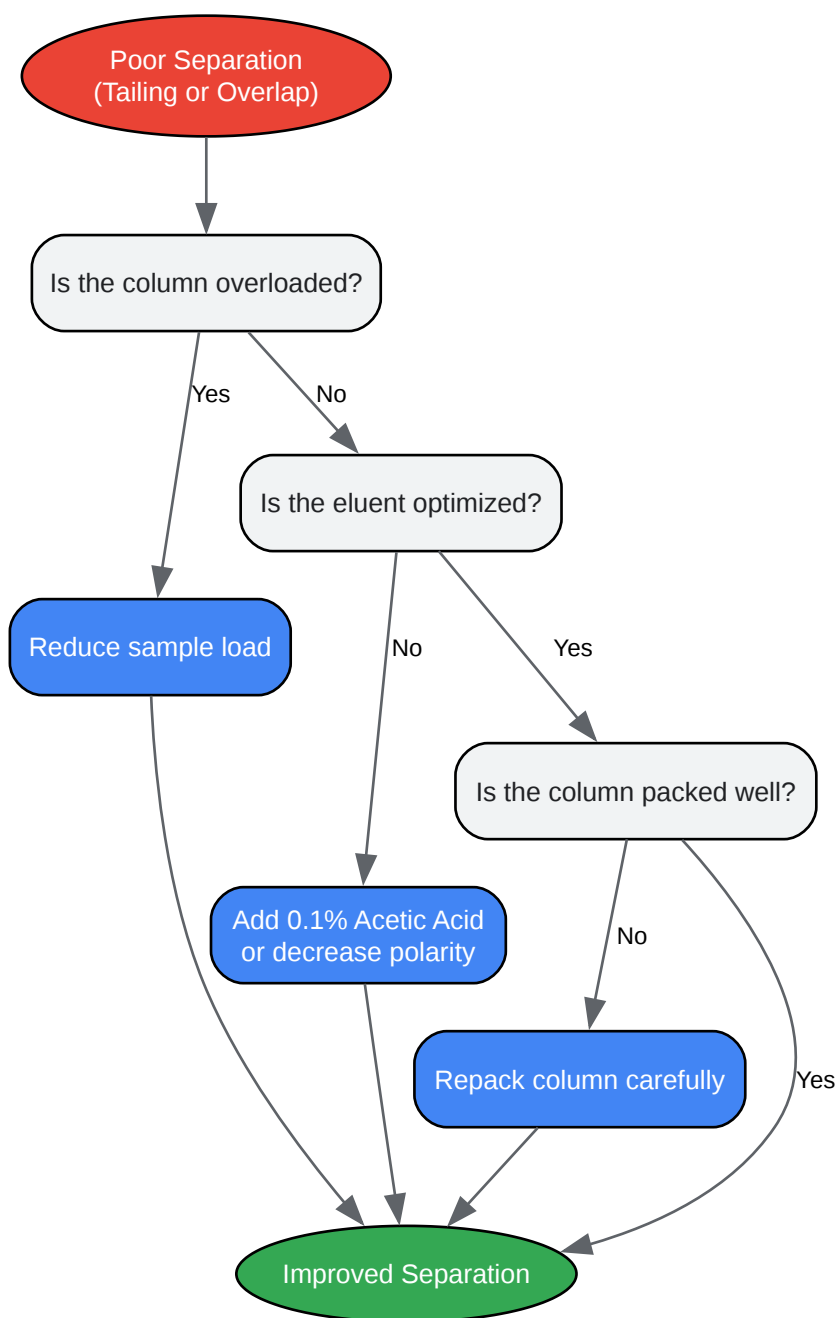 Poor Separation
(Tailing or Overlap)
Is the column overloaded?
Yes
No
Is the eluent optimized?
Reduce sample load
No
Yes
Is the column packed well?
Add 0.1% Acetic Acid
or decrease polarity
No
Repack column carefully
Yes
Improved Separation